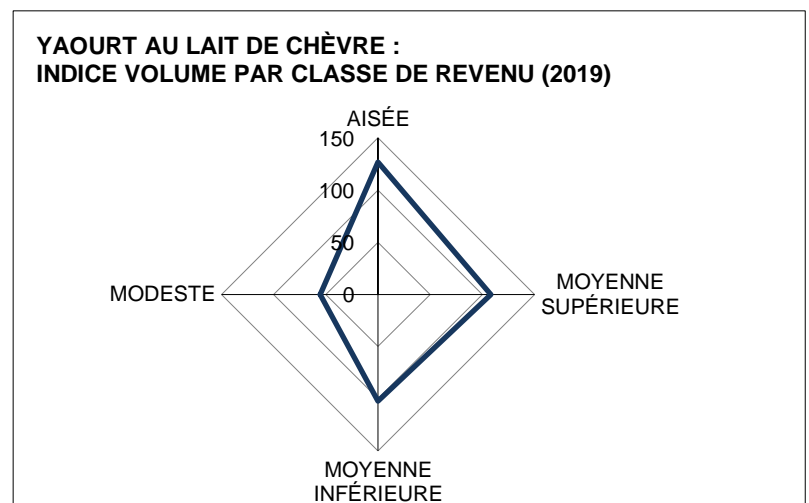 YAOURT AU LAIT DE CHÈVRE :
INDICE VOLUME PAR CLASSE DE REVENU (2019)
AISÉE
150
100
50
MODESTE
0
MOYENNE
SUPÉRIEURE
MOYENNE
INFÉRIEURE